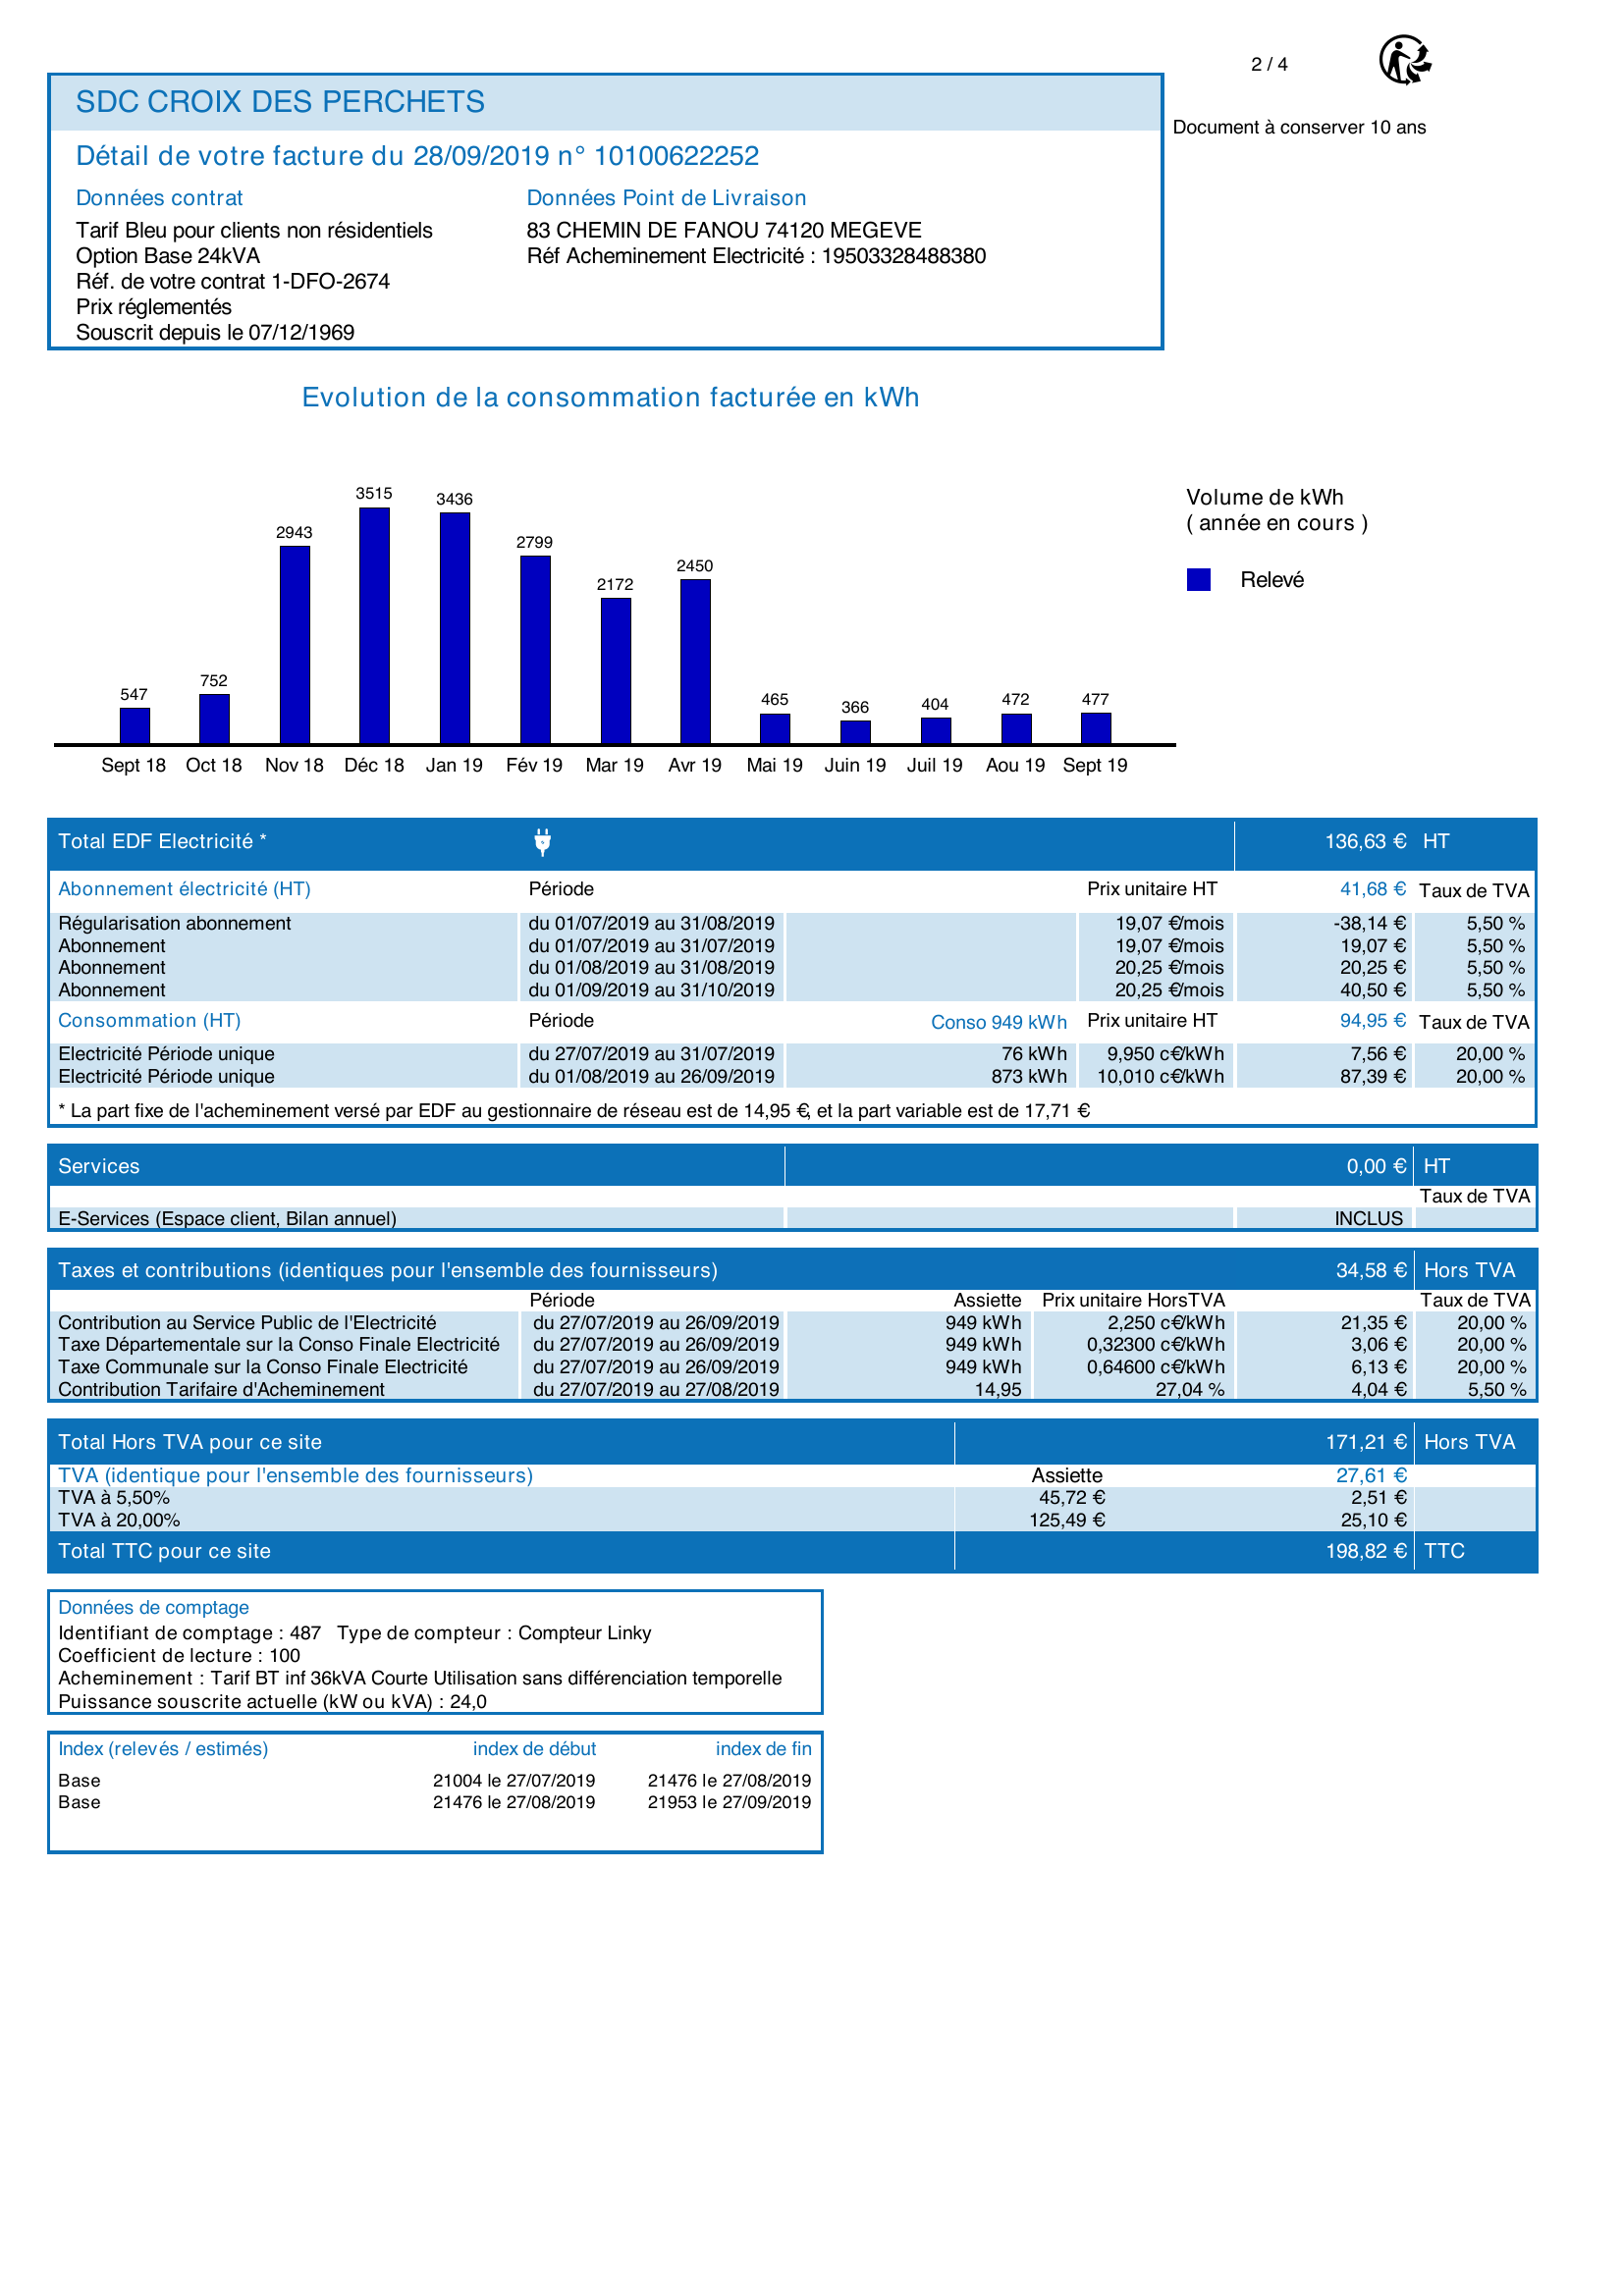 2 / 4
SDC CROIX DES PERCHETS
Document à conserver 10 ans
Détail de votre facture du 28/09/2019 n° 10100622252
Données contrat Données Point de Livraison
Tarif Bleu pour clients non résidentiels 83 CHEMIN DE FANOU 74120 MEGEVE
Option Base 24kVA Réf Acheminement Electricité : 19503328488380
Réf. de votre contrat 1-DFO-2674
Prix réglementés
Souscrit depuis le 07/12/1969
Evolution de la consommation facturée en kWh
547 752 2943 3515 3436 2799 2172 2450 465 366 404 472 477
Sept 18 Oct 18 Nov 18 Déc 18 Jan 19 Fév 19 Mar 19 Avr 19 Mai 19 Juin 19 Juil 19 Aou 19 Sept 19
Volume de kWh
( année en cours )
Relevé
Total EDF Electricité * 136,63 € HT
Abonnement électricité (HT) Période Prix unitaire HT 41,68 € Taux de TVA
Régularisation abonnement du 01/07/2019 au 31/08/2019 19,07 €/mois -38,14 € 5,50 %
Abonnement du 01/07/2019 au 31/07/2019 19,07 €/mois 19,07 € 5,50 %
Abonnement du 01/08/2019 au 31/08/2019 20,25 €/mois 20,25 € 5,50 %
Abonnement du 01/09/2019 au 31/10/2019 20,25 €/mois 40,50 € 5,50 %
Consommation (HT) Période Conso 949 kWh Prix unitaire HT 94,95 € Taux de TVA
Electricité Période unique du 27/07/2019 au 31/07/2019 76 kWh 9,950 c€/kWh 7,56 € 20,00 %
Electricité Période unique du 01/08/2019 au 26/09/2019 873 kWh 10,010 c€/kWh 87,39 € 20,00 %
* La part fixe de l'acheminement versé par EDF au gestionnaire de réseau est de 14,95 €, et la part variable est de 17,71 €
Services 0,00 € HT
Taux de TVA
E-Services (Espace client, Bilan annuel) INCLUS
Taxes et contributions (identiques pour l'ensemble des fournisseurs) 34,58 € Hors TVA
Période Assiette Prix unitaire HorsTVA Taux de TVA
Contribution au Service Public de l'Electricité du 27/07/2019 au 26/09/2019 949 kWh 2,250 c€/kWh 21,35 € 20,00 %
Taxe Départementale sur la Conso Finale Electricité du 27/07/2019 au 26/09/2019 949 kWh 0,32300 c€/kWh 3,06 € 20,00 %
Taxe Communale sur la Conso Finale Electricité du 27/07/2019 au 26/09/2019 949 kWh 0,64600 c€/kWh 6,13 € 20,00 %
Contribution Tarifaire d'Acheminement du 27/07/2019 au 27/08/2019 14,95 27,04 % 4,04 € 5,50 %
Total Hors TVA pour ce site 171,21 € Hors TVA
TVA (identique pour l'ensemble des fournisseurs) Assiette 27,61 €
TVA à 5,50% 45,72 € 2,51 €
TVA à 20,00% 125,49 € 25,10 €
Total TTC pour ce site 198,82 € TTC
Données de comptage
Identifiant de comptage : 487 Type de compteur : Compteur Linky
Coefficient de lecture : 100
Acheminement : Tarif BT inf 36kVA Courte Utilisation sans différenciation temporelle
Puissance souscrite actuelle (kW ou kVA) : 24,0
Index (relevés / estimés) index de début index de fin
Base 21004 le 27/07/2019 21476 le 27/08/2019
Base 21476 le 27/08/2019 21953 le 27/09/2019